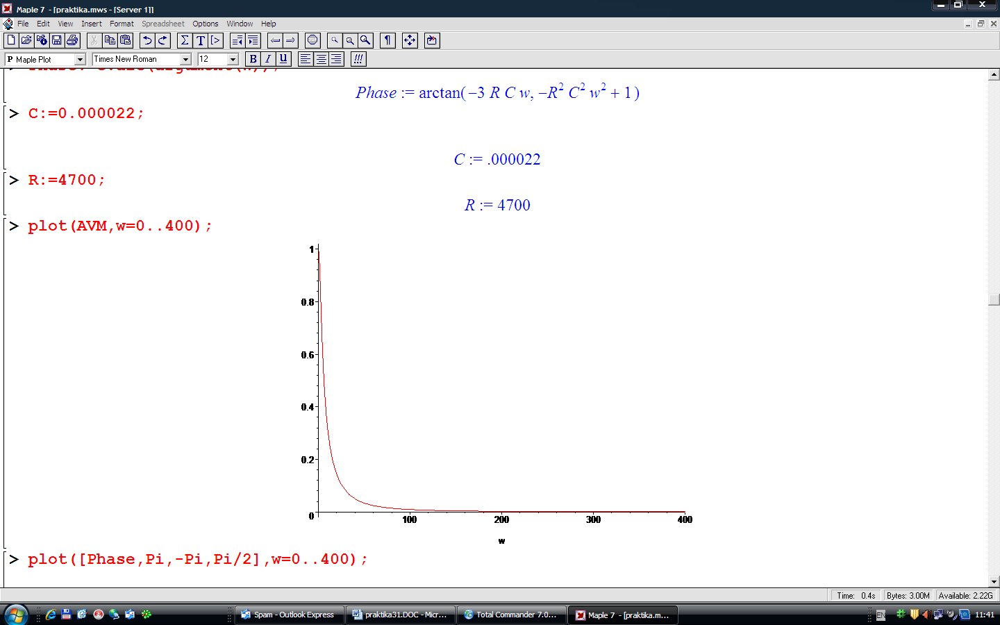 Maple 7 - [praktika.mws - [Server 1]]
File Edit View Insert Format Spreadsheet Options Window Help
P Maple Plot Times New Roman 12 B I U !!!
Phase := arctan(−3 R C w, −R² C² w² + 1)
> C:=0.000022;
C := .000022
> R:=4700;
R := 4700
> plot(AVM,w=0..400);
1
0.8
0.6
0.4
0.2
0
100 200 300 400
w
> plot([Phase,Pi,-Pi,Pi/2],w=0..400);
Time: 0.4s Bytes: 3.00M Available: 2.22G
Spam - Outlook Express praktika31.DOC - Micr... Total Commander 7.0... Maple 7 - [praktika.m... EN 11:41